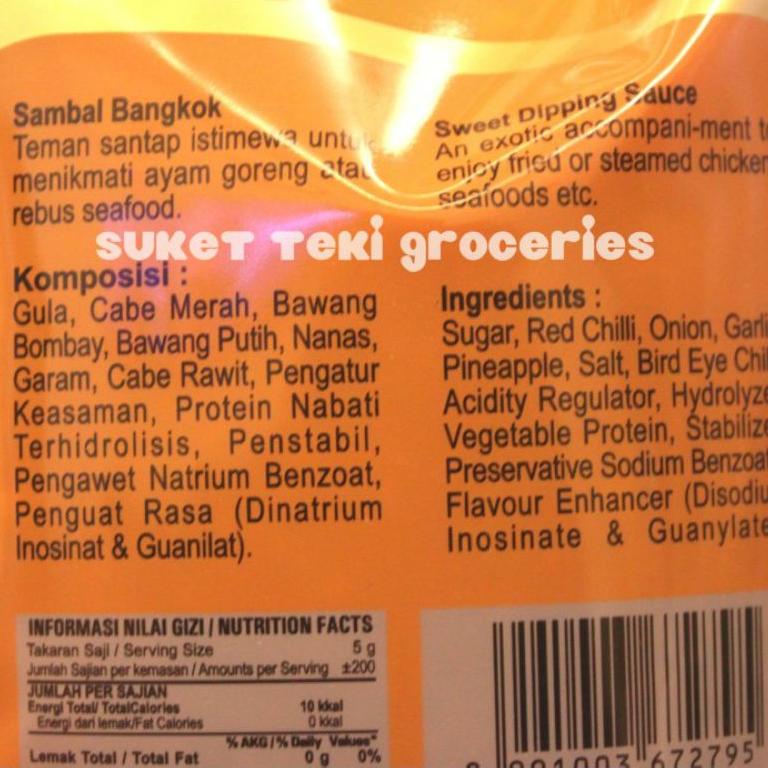 Sambal Bangkok
Teman santap istimewa untuk
menikmati ayam goreng atau
rebus seafood.
Sweet Dipping Sauce
An exotic accompani-ment t
enjoy fried or steamed chicken
seafoods etc.
SUKET TEKI groceries
Komposisi :
Gula, Cabe Merah, Bawang
Bombay, Bawang Putih, Nanas,
Garam, Cabe Rawit, Pengatur
Keasaman, Protein Nabati
Terhidrolisis, Penstabil,
Pengawet Natrium Benzoat,
Penguat Rasa (Dinatrium
Inosinat & Guanilat).
Ingredients :
Sugar, Red Chilli, Onion, Garli
Pineapple, Salt, Bird Eye Chil
Acidity Regulator, Hydrolyze
Vegetable Protein, Stabilize
Preservative Sodium Benzoat
Flavour Enhancer (Disodiu
Inosinate & Guanylate
INFORMASI NILAI GIZI / NUTRITION FACTS
Takaran Saji / Serving Size 5 g
Jumlah Sajian per kemasan / Amounts per Serving ±200
JUMLAH PER SAJIAN
Energi Total/ TotalCalories 10 kkal
Energi dari lemak/Fat Calories 0 kkal
% AKG / % Daily Values*
Lemak Total / Total Fat 0 g 0%
672795